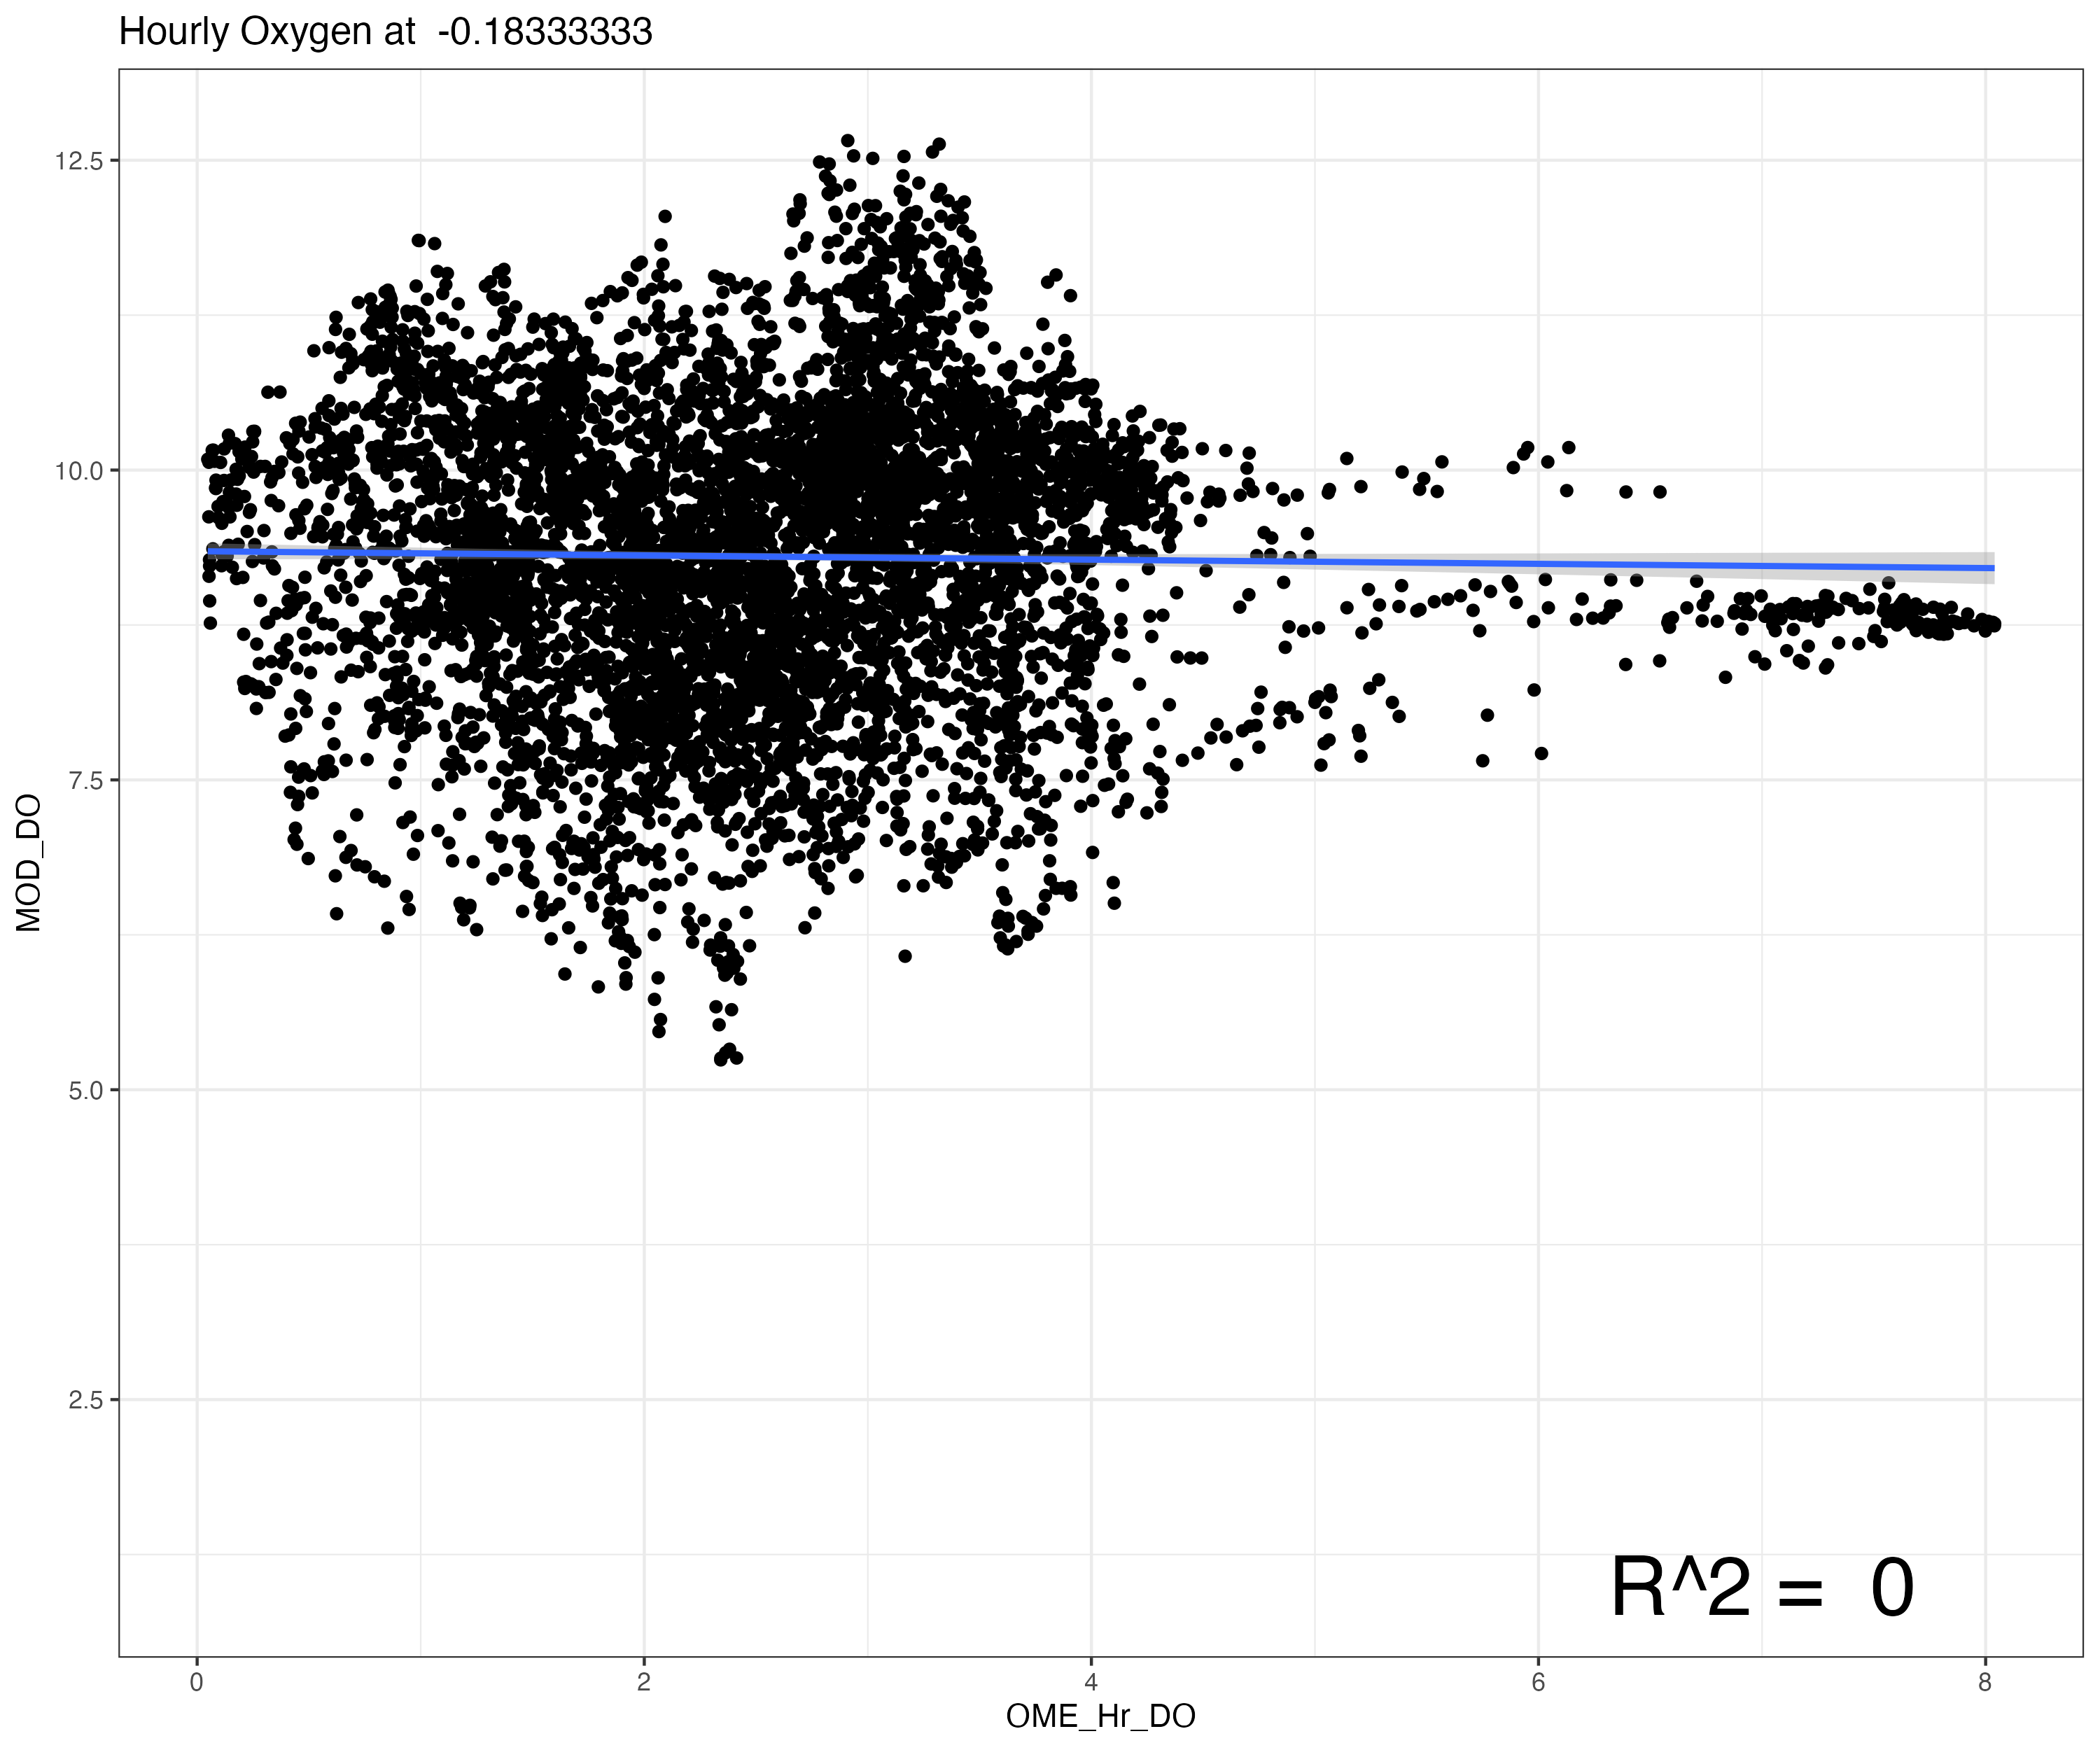 Hourly Oxygen at  -0.18333333
12.5
10.0
7.5
5.0
2.5
MOD_DO
R^2 =  0
0 2 4 6 8
OME_Hr_DO